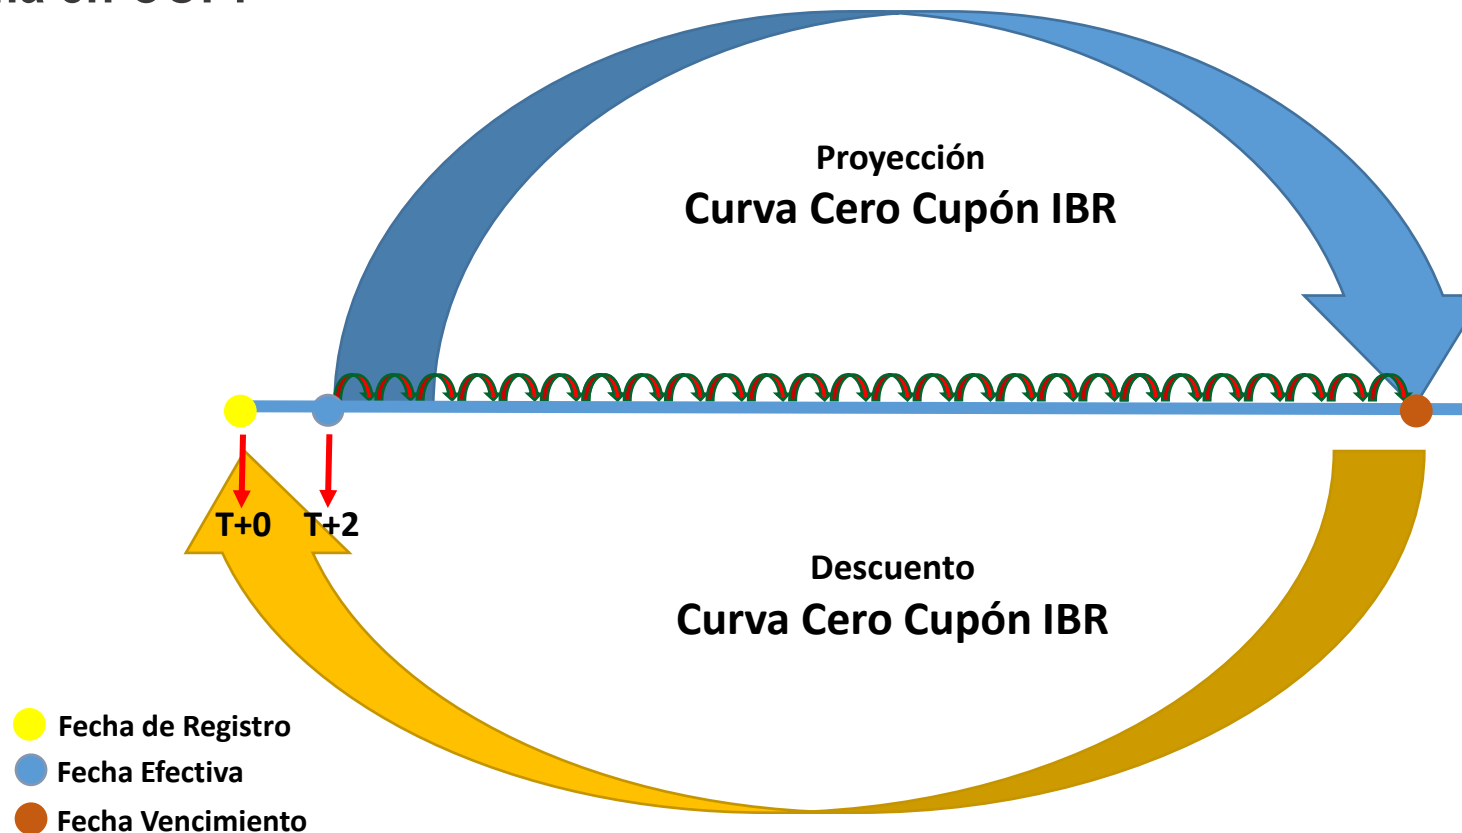 Proyección
Curva Cero Cupón IBR
T+0 T+2
Descuento
Curva Cero Cupón IBR
Fecha de Registro
Fecha Efectiva
Fecha Vencimiento